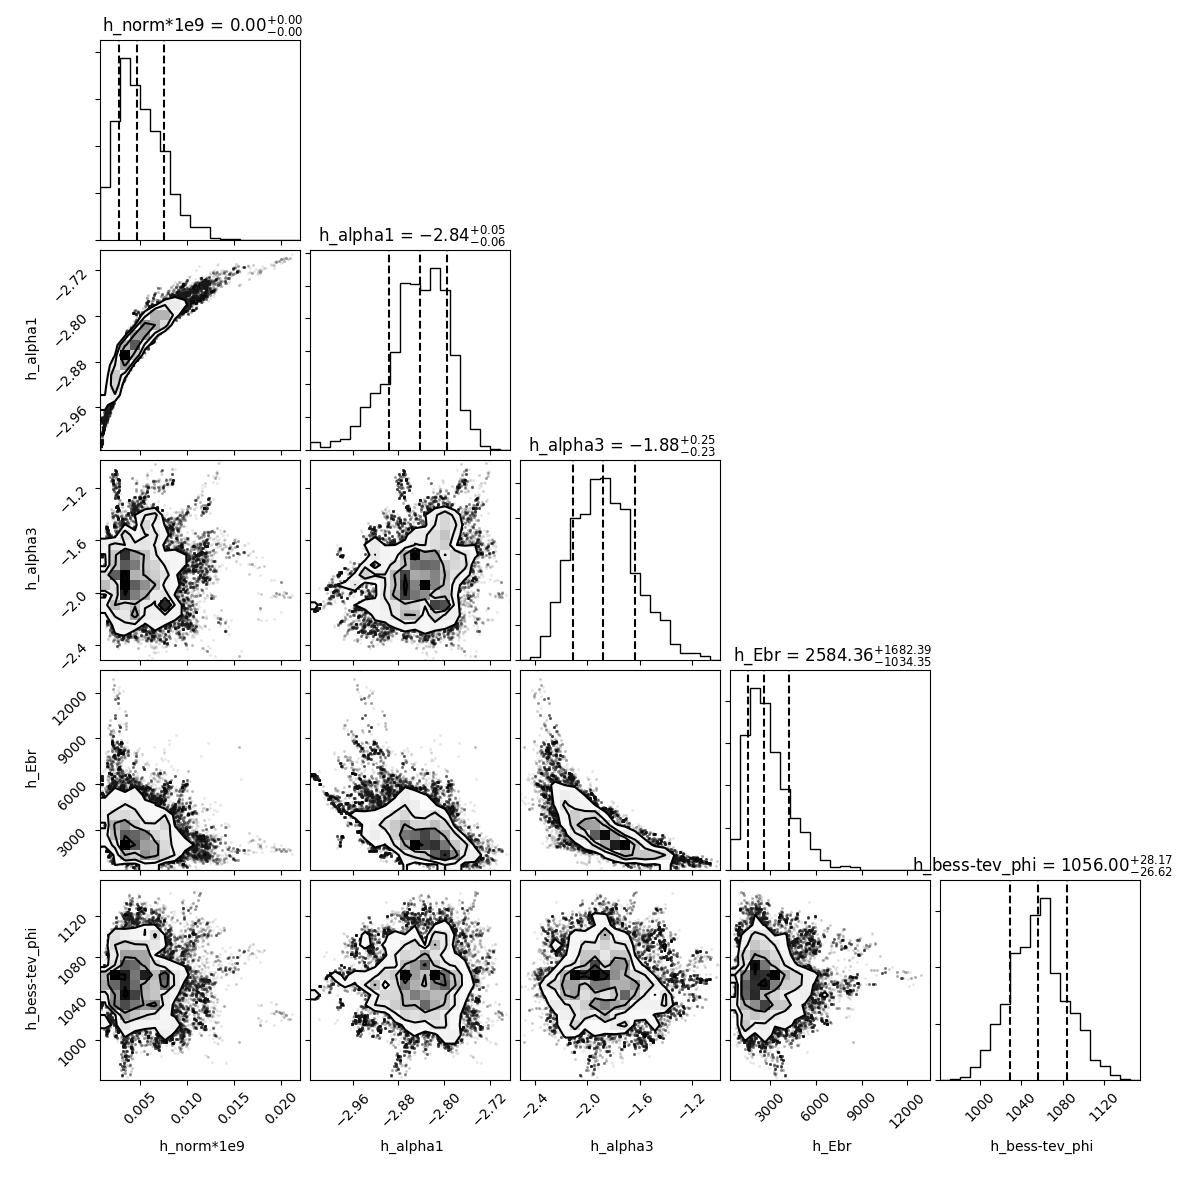 h_norm*1e9 = 0.00+0.00−0.00
h_alpha1 = −2.84+0.05−0.06
−2.72
−2.80
−2.88
−2.96
h_alpha1
h_alpha3 = −1.88+0.25−0.23
−1.2
−1.6
−2.0
−2.4
h_alpha3
h_Ebr = 2584.36+1682.39−1034.35
12000
9000
6000
3000
h_Ebr
h_bess-tev_phi = 1056.00+28.17−26.62
1120
1080
1040
1000
h_bess-tev_phi
0.005 0.010 0.015 0.020 −2.96 −2.88 −2.80 −2.72 −2.4 −2.0 −1.6 −1.2 3000 6000 9000 12000 1000 1040 1080 1120
h_norm*1e9 h_alpha1 h_alpha3 h_Ebr h_bess-tev_phi